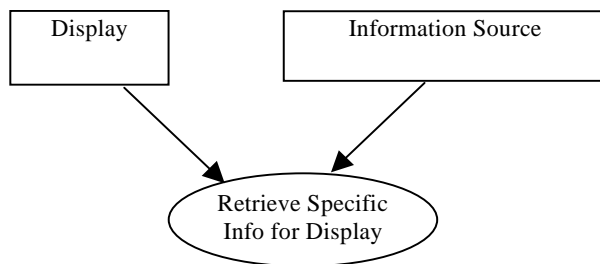 Display
Information Source
Retrieve Specific
Info for Display